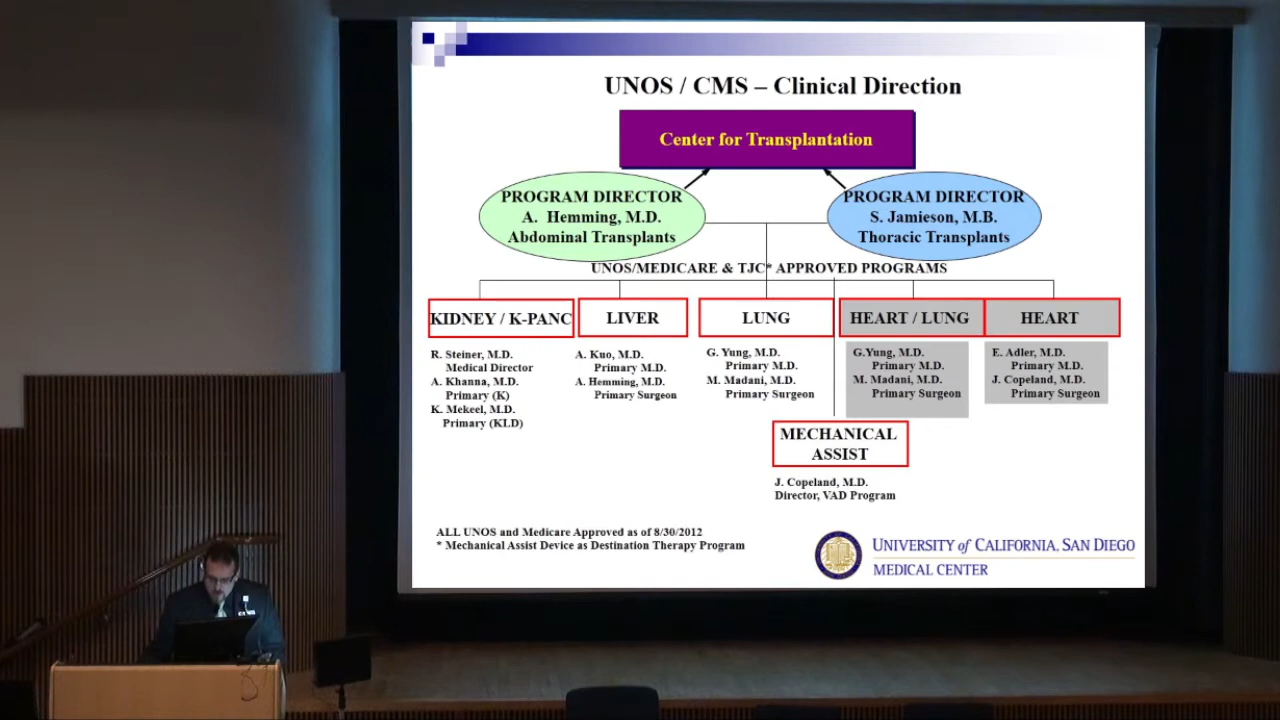 UNOS / CMS – Clinical Direction
Center for Transplantation
PROGRAM DIRECTOR
A. Hemming, M.D.
Abdominal Transplants
PROGRAM DIRECTOR
S. Jamieson, M.B.
Thoracic Transplants
UNOS/MEDICARE & TJC* APPROVED PROGRAMS
KIDNEY / K-PANC
R. Steiner, M.D.
Medical Director
A. Khanna, M.D.
Primary (K)
K. Mekeel, M.D.
Primary (KLD)
LIVER
A. Kuo, M.D.
Primary M.D.
A. Hemming, M.D.
Primary Surgeon
LUNG
G. Yung, M.D.
Primary M.D.
M. Madani, M.D.
Primary Surgeon
HEART / LUNG
G.Yung, M.D.
Primary M.D.
M. Madani, M.D.
Primary Surgeon
HEART
E. Adler, M.D.
Primary M.D.
J. Copeland, M.D.
Primary Surgeon
MECHANICAL
ASSIST
J. Copeland, M.D.
Director, VAD Program
ALL UNOS and Medicare Approved as of 8/30/2012
* Mechanical Assist Device as Destination Therapy Program
UNIVERSITY of CALIFORNIA, SAN DIEGO
MEDICAL CENTER